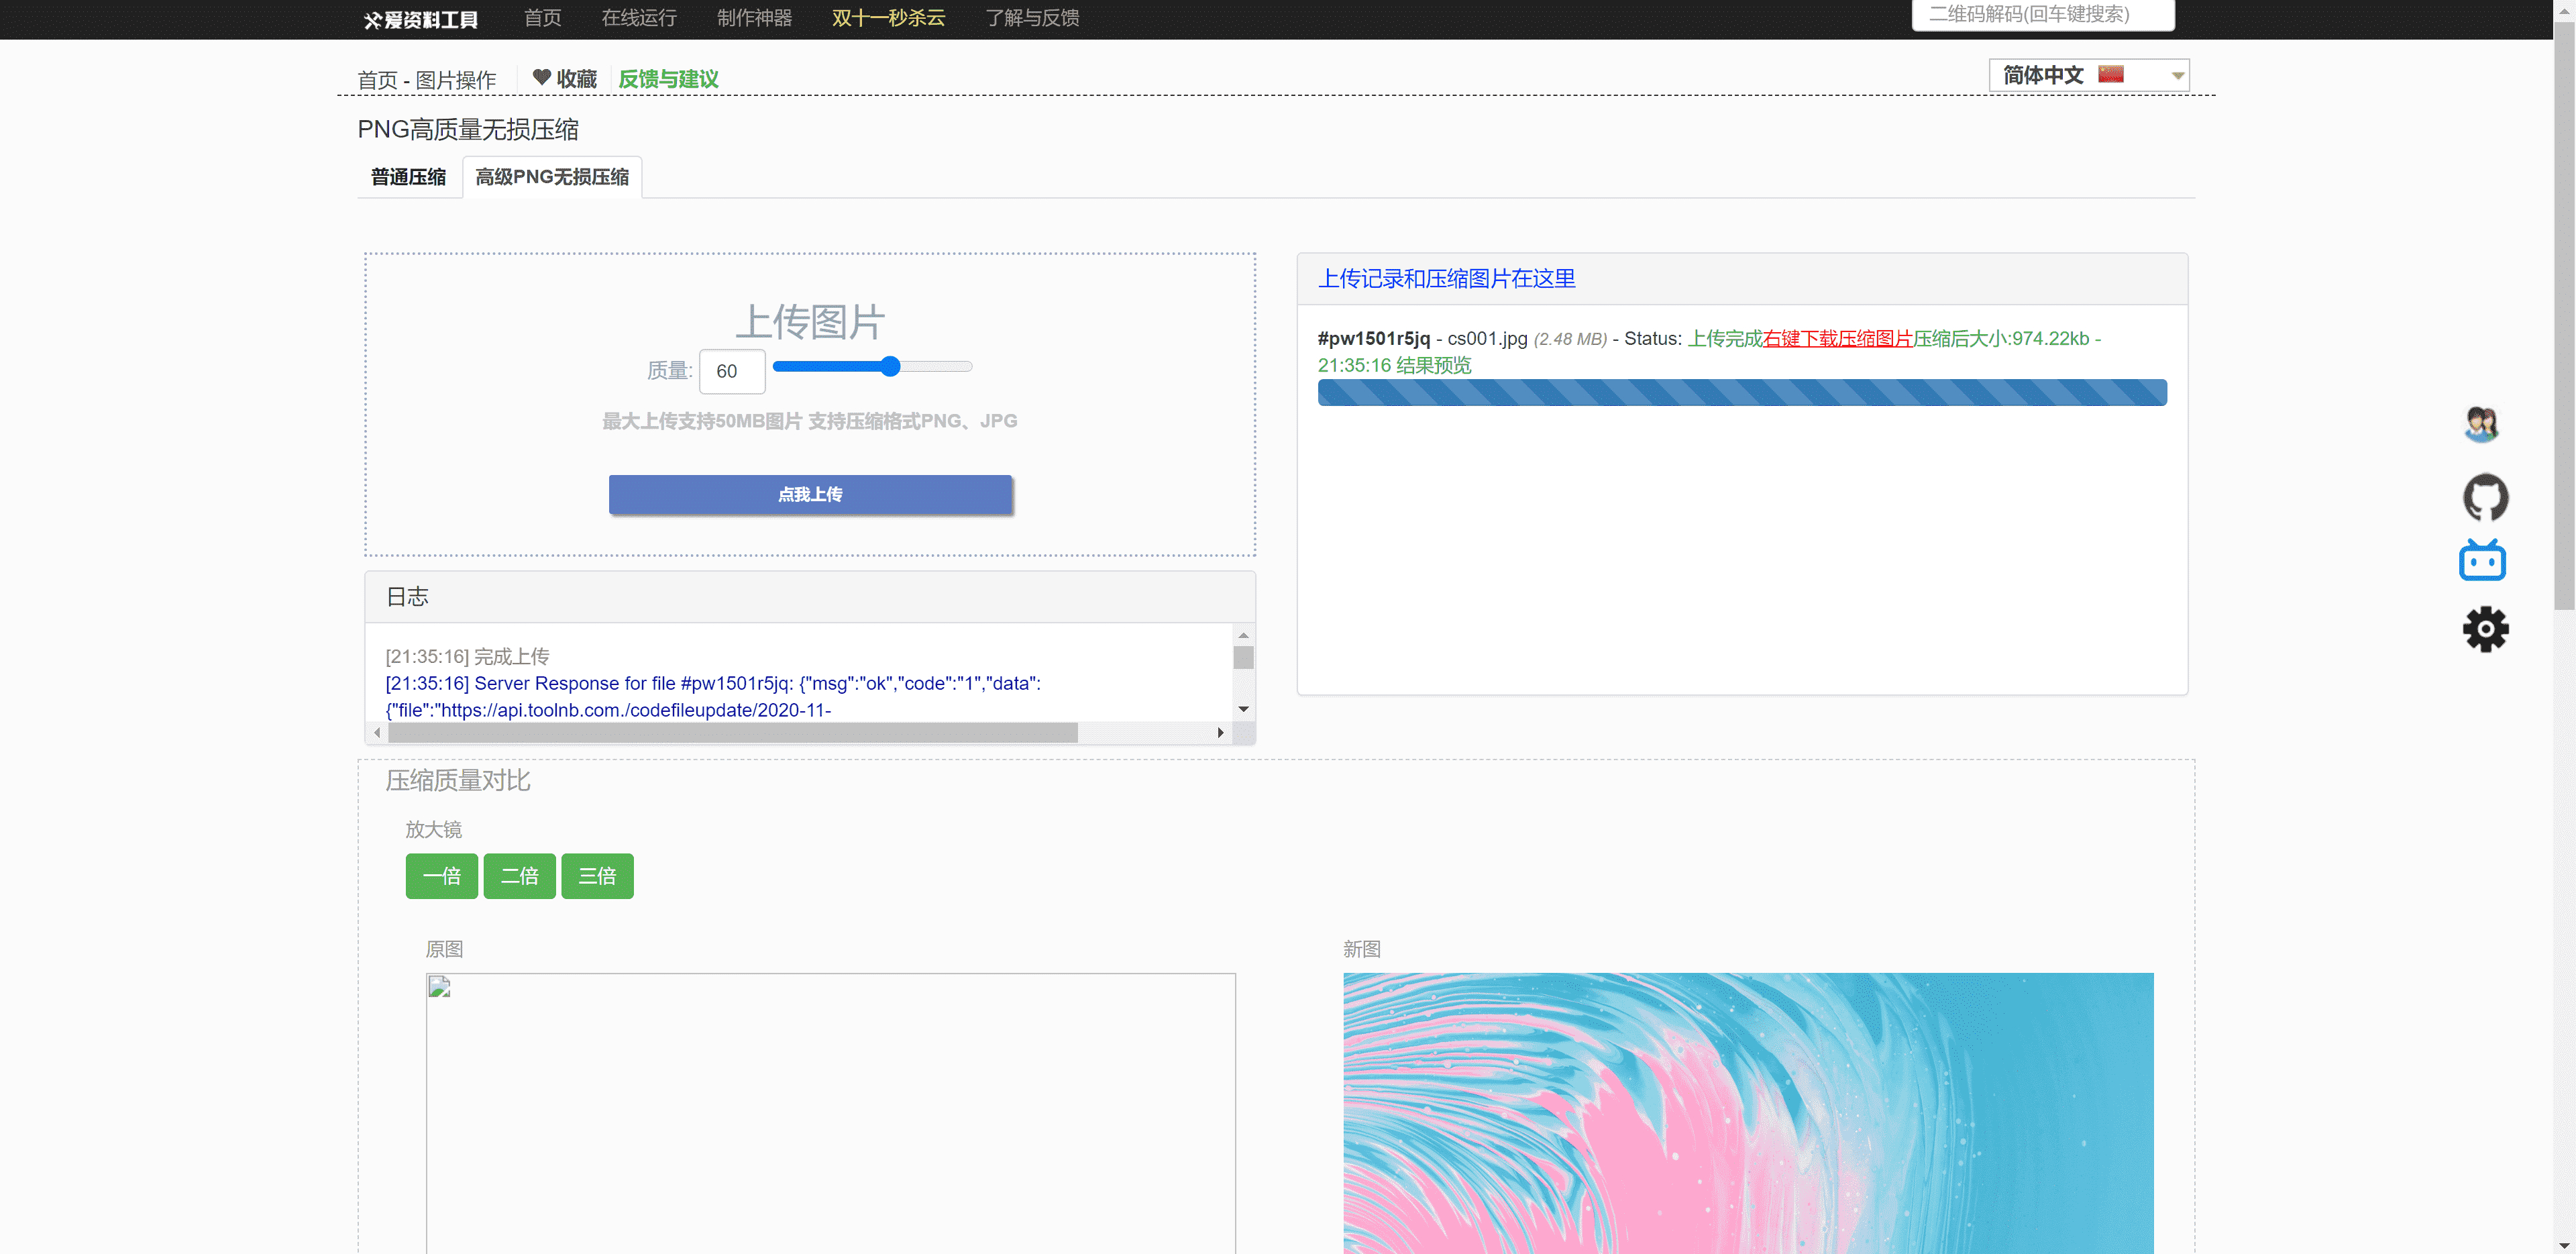 爱资料工具 首页 在线运行 制作神器 双十一秒杀云 了解与反馈 二维码解码(回车键搜索)
首页 - 图片操作 收藏 反馈与建议 简体中文
PNG高质量无损压缩
普通压缩 高级PNG无损压缩
上传图片
质量: 60
最大上传支持50MB图片 支持压缩格式PNG、JPG
点我上传
上传记录和压缩图片在这里
#pw1501r5jq - cs001.jpg (2.48 MB) - Status: 上传完成右键下载压缩图片压缩后大小:974.22kb -
21:35:16 结果预览
日志
[21:35:16] 完成上传
[21:35:16] Server Response for file #pw1501r5jq: {"msg":"ok","code":"1","data":
{"file":"https://api.toolnb.com./codefileupdate/2020-11-
压缩质量对比
放大镜
一倍 二倍 三倍
原图 新图